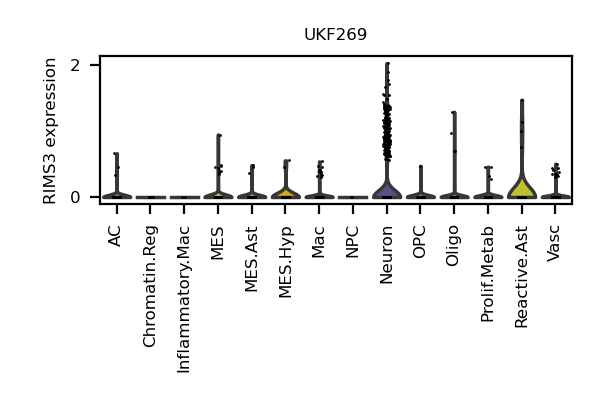 UKF269
RIMS3 expression
2
0
AC
Chromatin.Reg
Inflammatory.Mac
MES
MES.Ast
MES.Hyp
Mac
NPC
Neuron
OPC
Oligo
Prolif.Metab
Reactive.Ast
Vasc